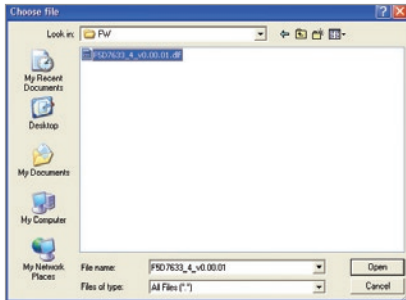 Choose file
Look in:
FW
F5D7633_4_v0.00.01.dlf
My Recent
Documents
Desktop
My Documents
My Computer
My Network
Places
File name:
F5D7633_4_v0.00.01
Open
Files of type:
All Files (*.*)
Cancel